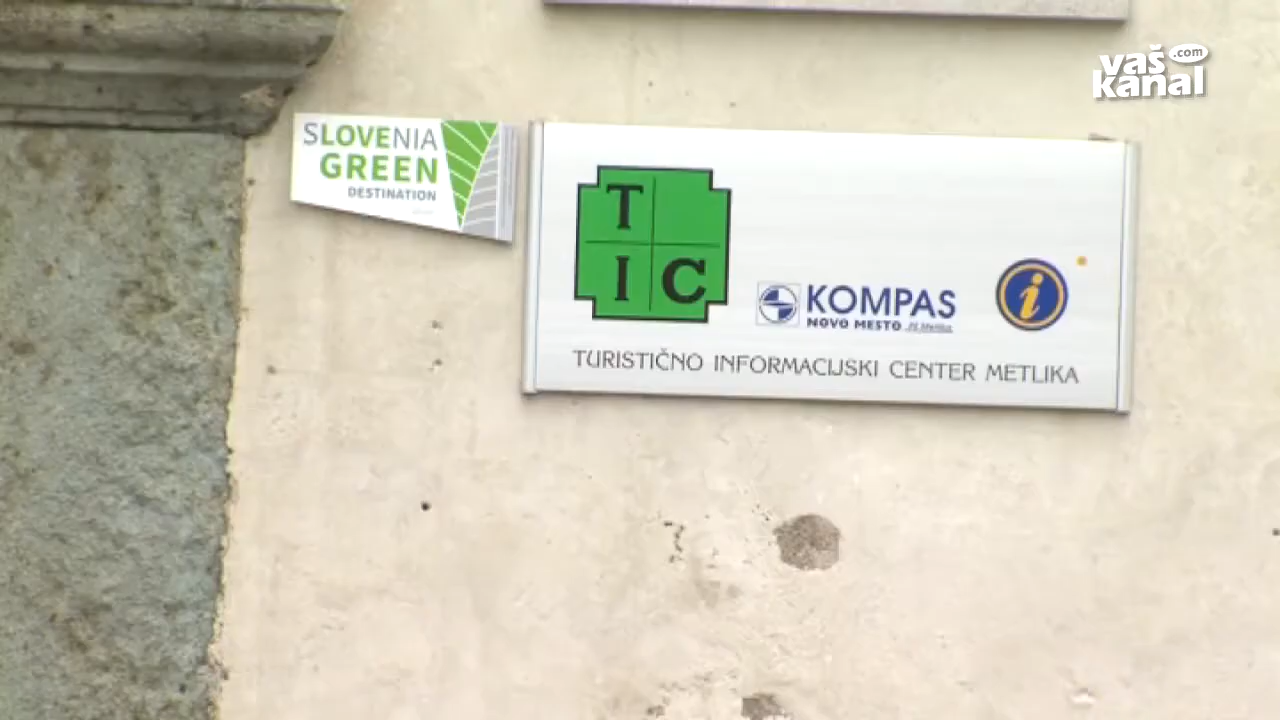 vaš
.com
kanal
SLOVENIA
GREEN
DESTINATION
T
I C
KOMPAS
NOVO MESTO
i
TURISTIČNO INFORMACIJSKI CENTER METLIKA